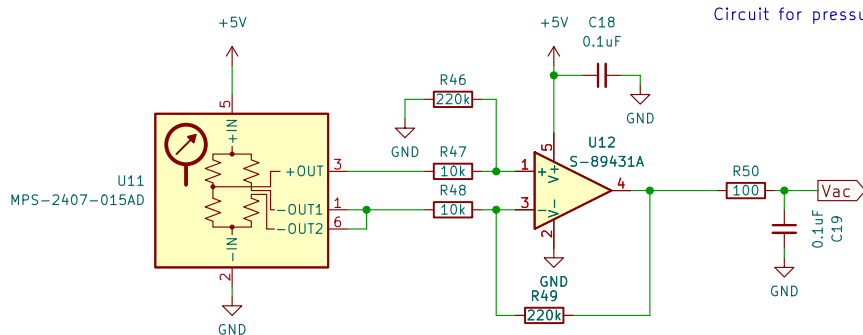 Circuit for pressu
+5V
+5V
C18
0.1uF
R46
220k
GND
GND
5
+IN
U11
MPS-2407-015AD
+OUT
3
-OUT1
1
-OUT2
6
-IN
2
GND
R47
10k
R48
10k
U12
S-89431A
5
V+
1
+
3
-
4
V-
2
GND
R49
220k
R50
100
Vac
0.1uF
C19
GND